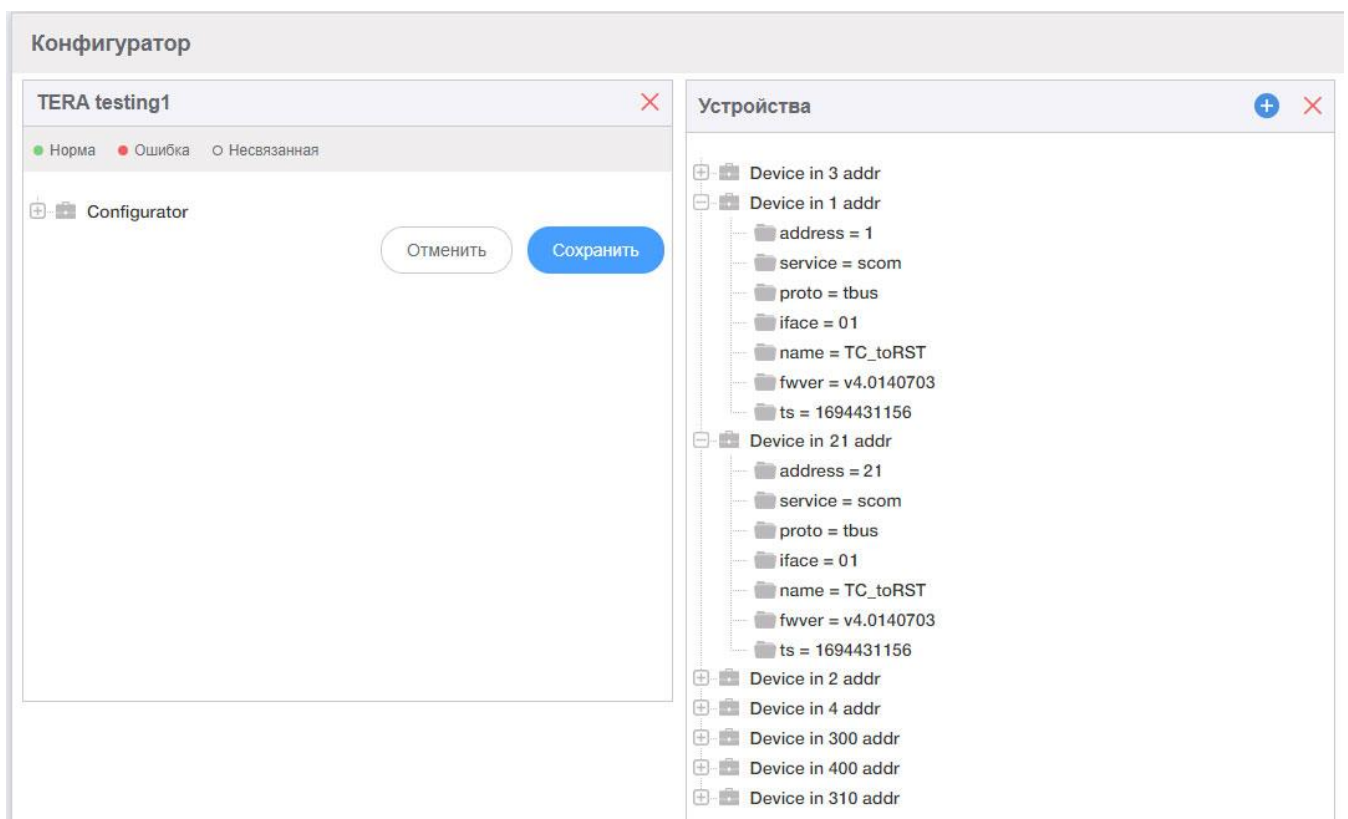 Конфигуратор
TERA testing1
Норма Ошибка Несвязанная
Configurator
Отменить Сохранить
Устройства
Device in 3 addr
Device in 1 addr
address = 1
service = scom
proto = tbus
iface = 01
name = TC_toRST
fwver = v4.0140703
ts = 1694431156
Device in 21 addr
address = 21
service = scom
proto = tbus
iface = 01
name = TC_toRST
fwver = v4.0140703
ts = 1694431156
Device in 2 addr
Device in 4 addr
Device in 300 addr
Device in 400 addr
Device in 310 addr